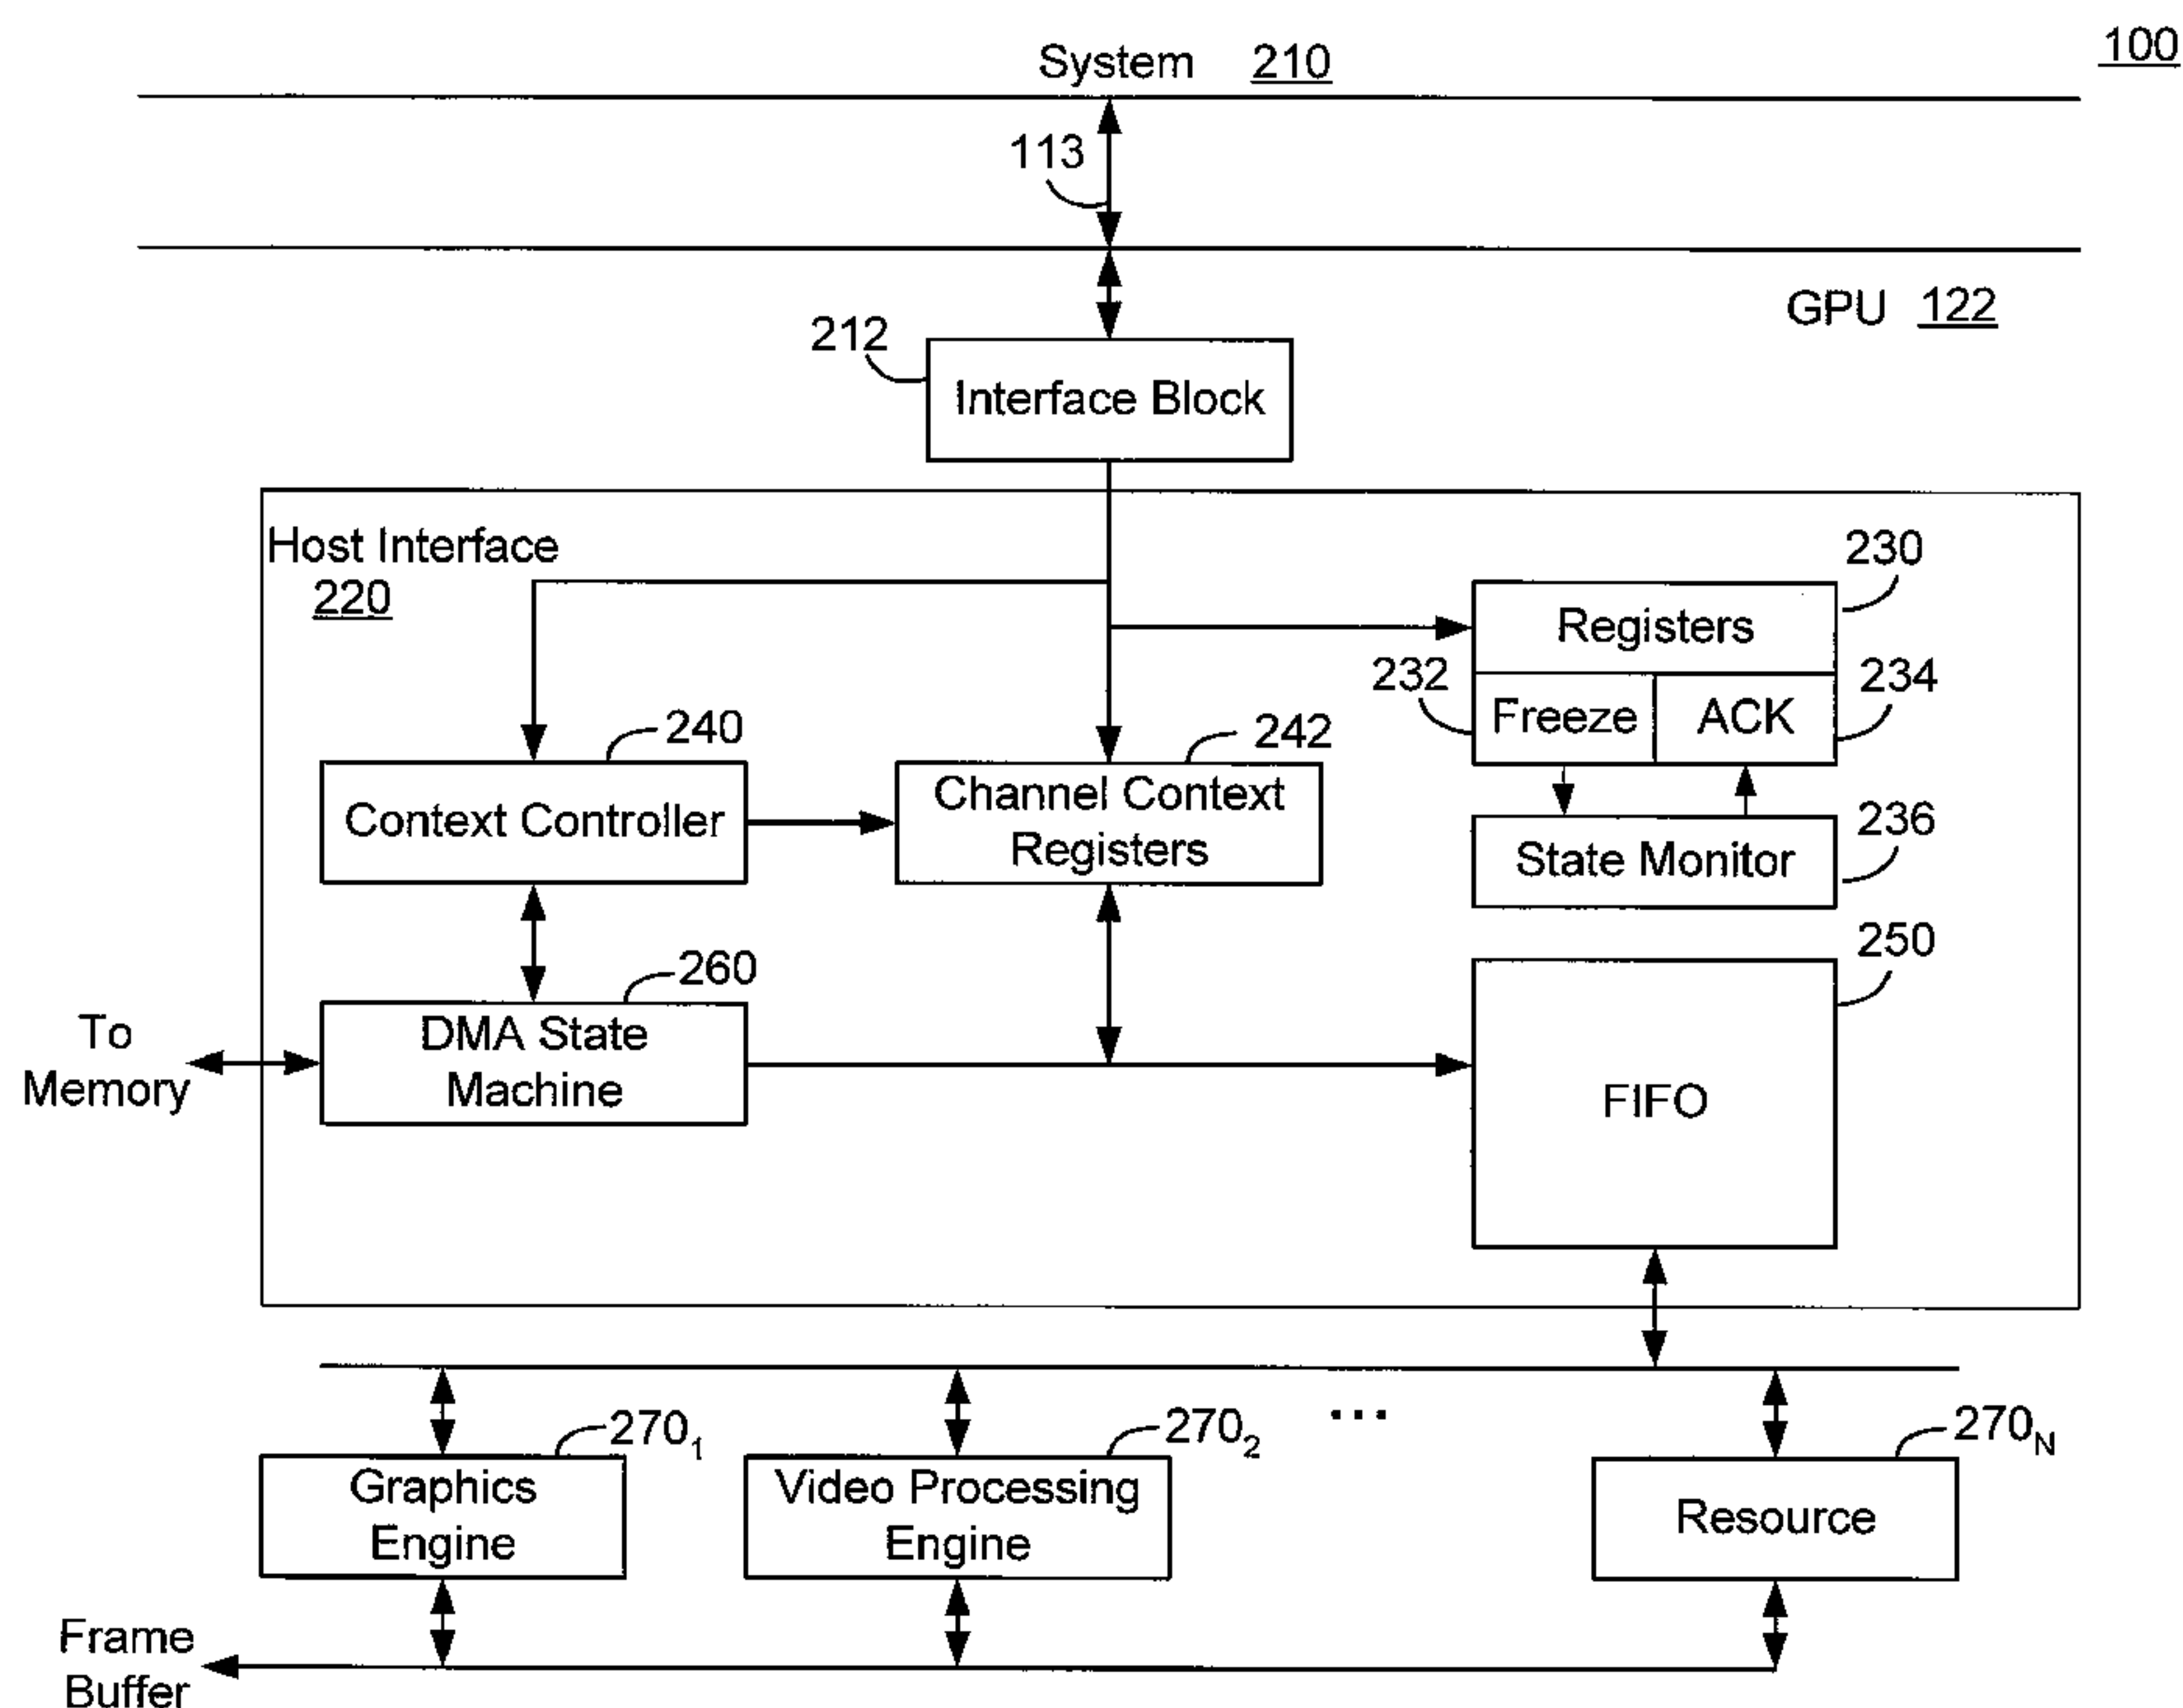 100
System 210
113
GPU 122
212
Interface Block
Host Interface
220
230
Registers
232
234
Freeze
ACK
240
242
Context Controller
Channel Context
Registers
236
State Monitor
250
260
To
Memory
DMA State
Machine
FIFO
...
270₁
270₂
270N
Graphics
Engine
Video Processing
Engine
Resource
Frame
Buffer